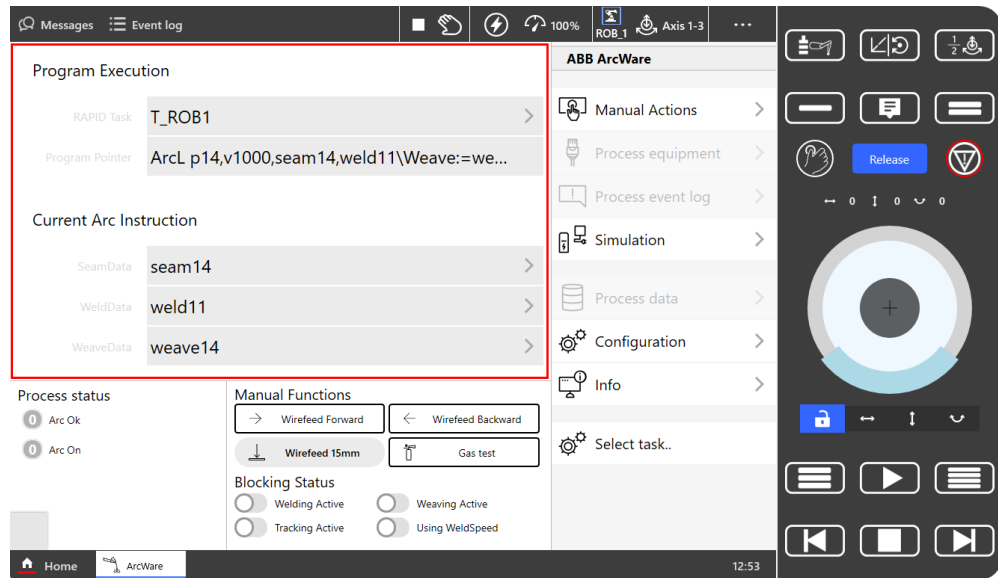 Messages Event log 100% ROB_1 Axis 1-3 ...
Program Execution
RAPID Task T_ROB1
Program Pointer ArcL p14,v1000,seam14,weld11\Weave:=we...
Current Arc Instruction
SeamData seam14
WeldData weld11
WeaveData weave14
Process status
0 Arc Ok
0 Arc On
Manual Functions
Wirefeed Forward Wirefeed Backward
Wirefeed 15mm Gas test
Blocking Status
Welding Active Weaving Active
Tracking Active Using WeldSpeed
ABB ArcWare
Manual Actions
Process equipment
Process event log
Simulation
Process data
Configuration
Info
Select task..
Home ArcWare 12:53
1/2
Release
0 0 0